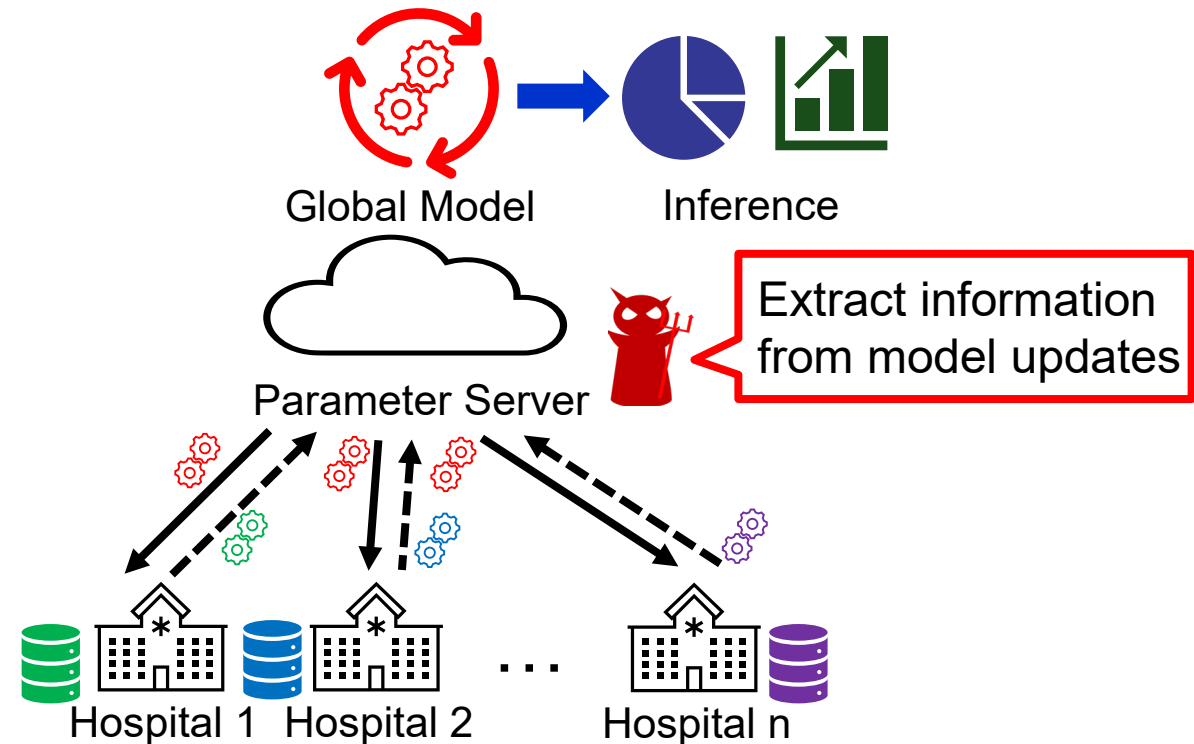 Global Model
Inference
Extract information
from model updates
Parameter Server
...
Hospital 1
Hospital 2
Hospital n